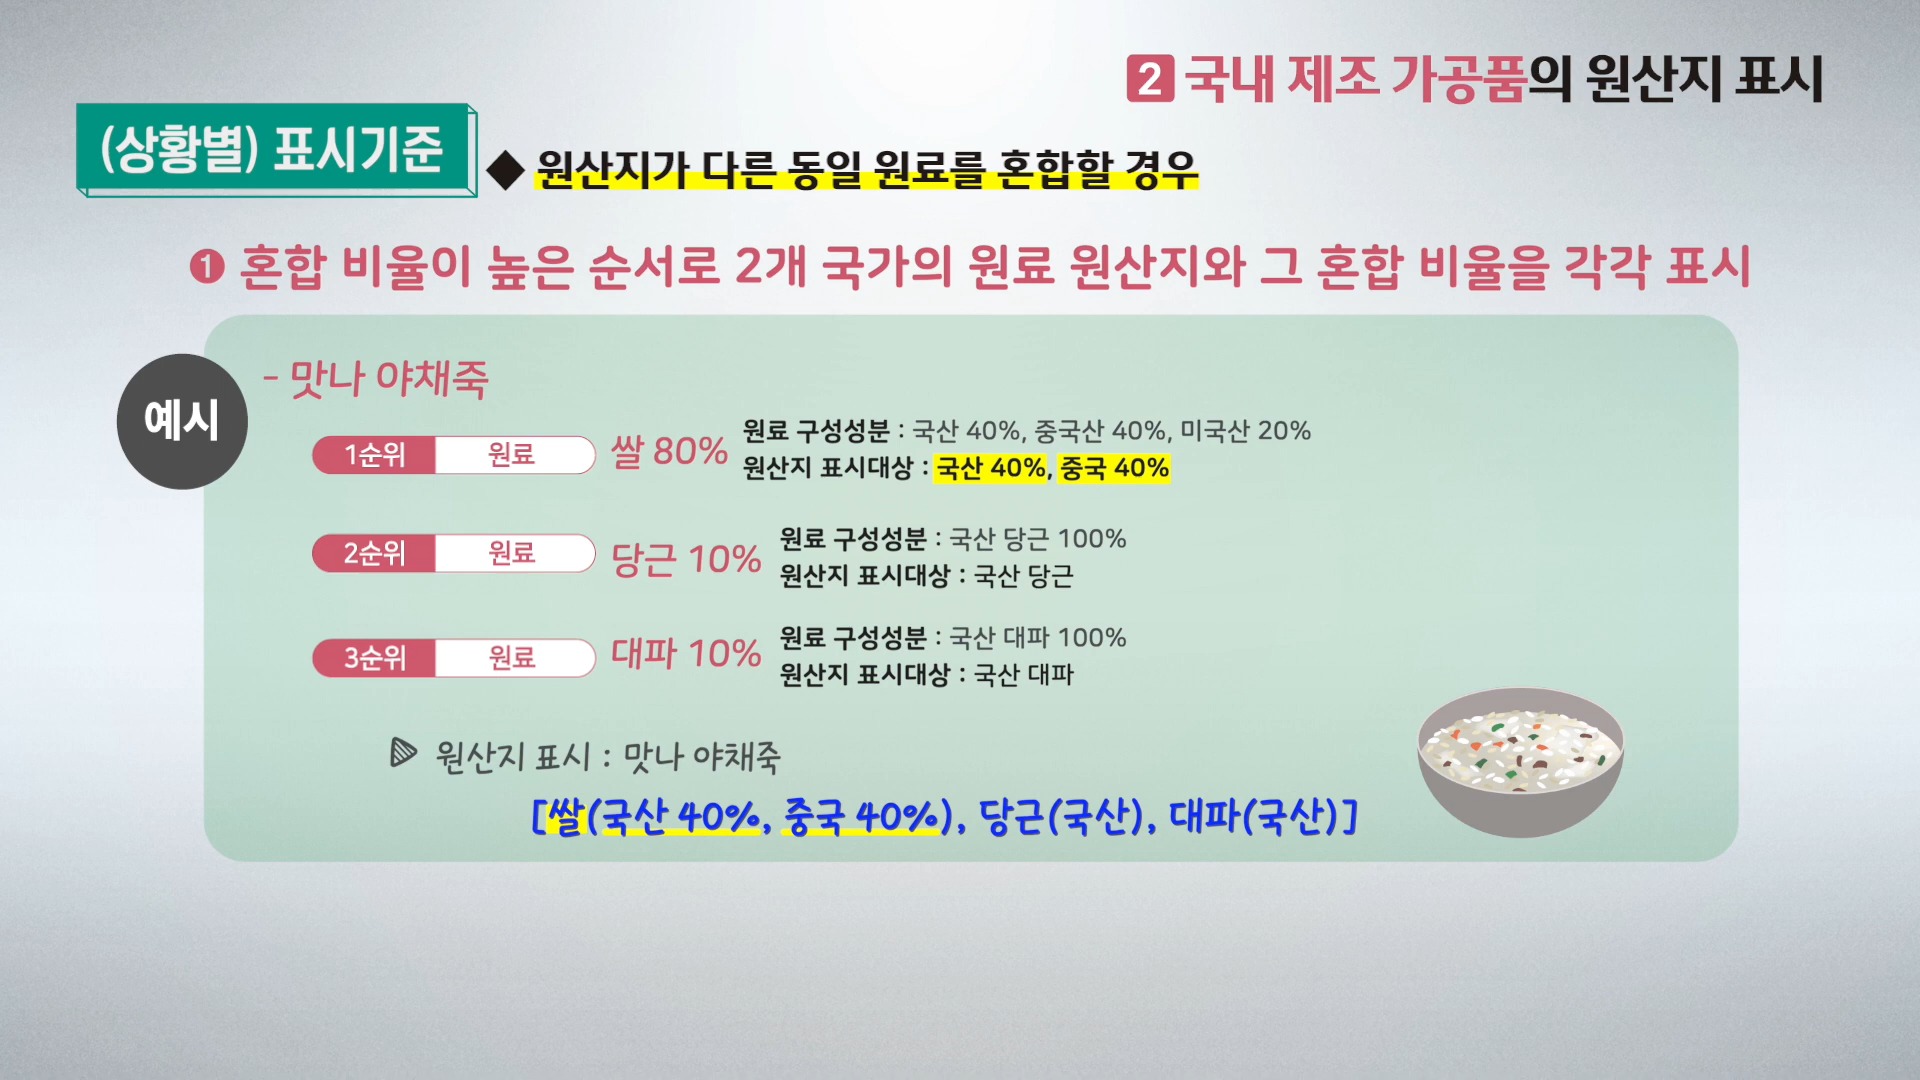 2 국내 제조 가공품의 원산지 표시
(상황별) 표시기준
◆ 원산지가 다른 동일 원료를 혼합할 경우
❶ 혼합 비율이 높은 순서로 2개 국가의 원료 원산지와 그 혼합 비율을 각각 표시
예시
- 맛나 야채죽
1순위 원료 쌀 80%
원료 구성성분 : 국산 40%, 중국산 40%, 미국산 20%
원산지 표시대상 : 국산 40%, 중국 40%
2순위 원료 당근 10%
원료 구성성분 : 국산 당근 100%
원산지 표시대상 : 국산 당근
3순위 원료 대파 10%
원료 구성성분 : 국산 대파 100%
원산지 표시대상 : 국산 대파
원산지 표시 : 맛나 야채죽
[쌀(국산 40%, 중국 40%), 당근(국산), 대파(국산)]